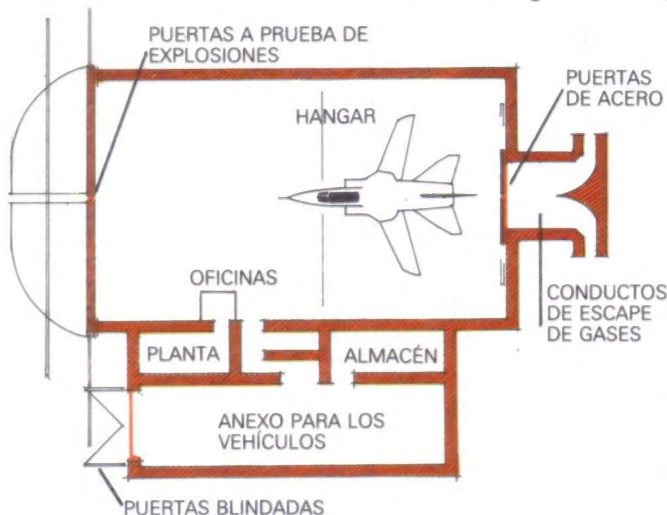 PUERTAS A PRUEBA DE
EXPLOSIONES
PUERTAS
DE ACERO
HANGAR
OFICINAS
CONDUCTOS
DE ESCAPE
DE GASES
PLANTA
ALMACÉN
ANEXO PARA LOS
VEHÍCULOS
PUERTAS BLINDADAS